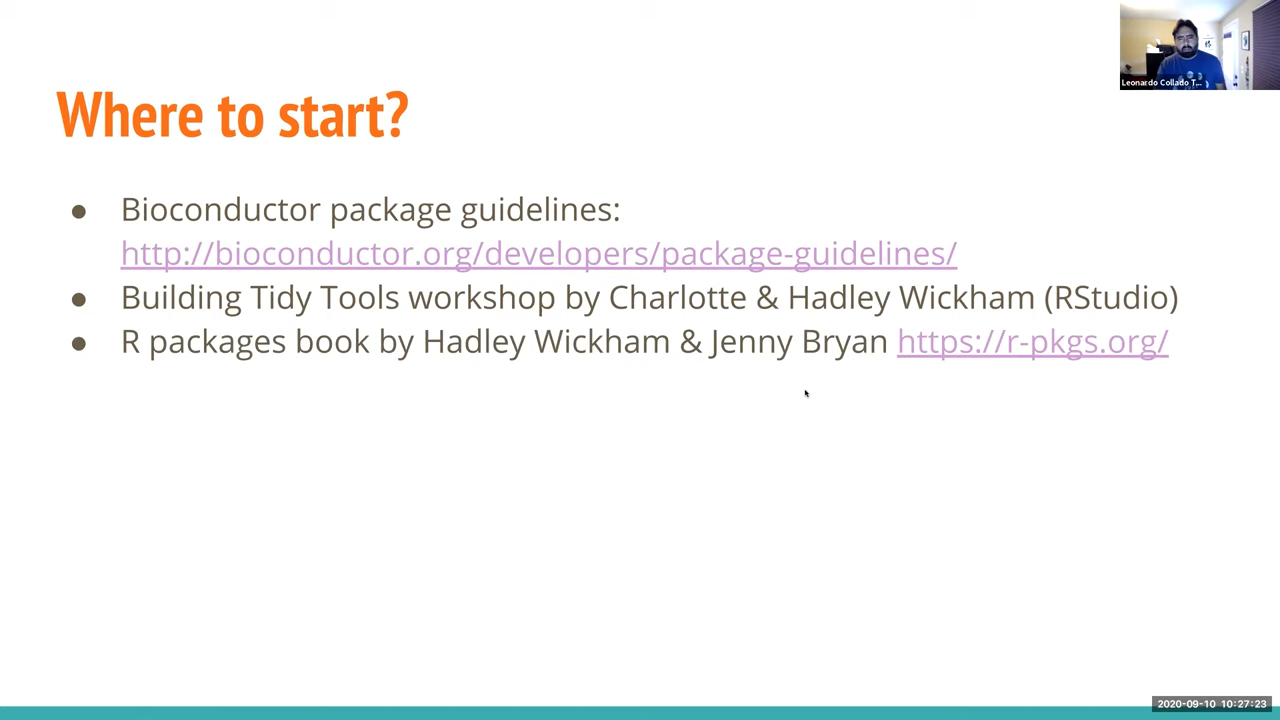 Leonardo Collado T...
Where to start?
● Bioconductor package guidelines:
http://bioconductor.org/developers/package-guidelines/
● Building Tidy Tools workshop by Charlotte & Hadley Wickham (RStudio)
● R packages book by Hadley Wickham & Jenny Bryan https://r-pkgs.org/
2020-09-10 10:27:23